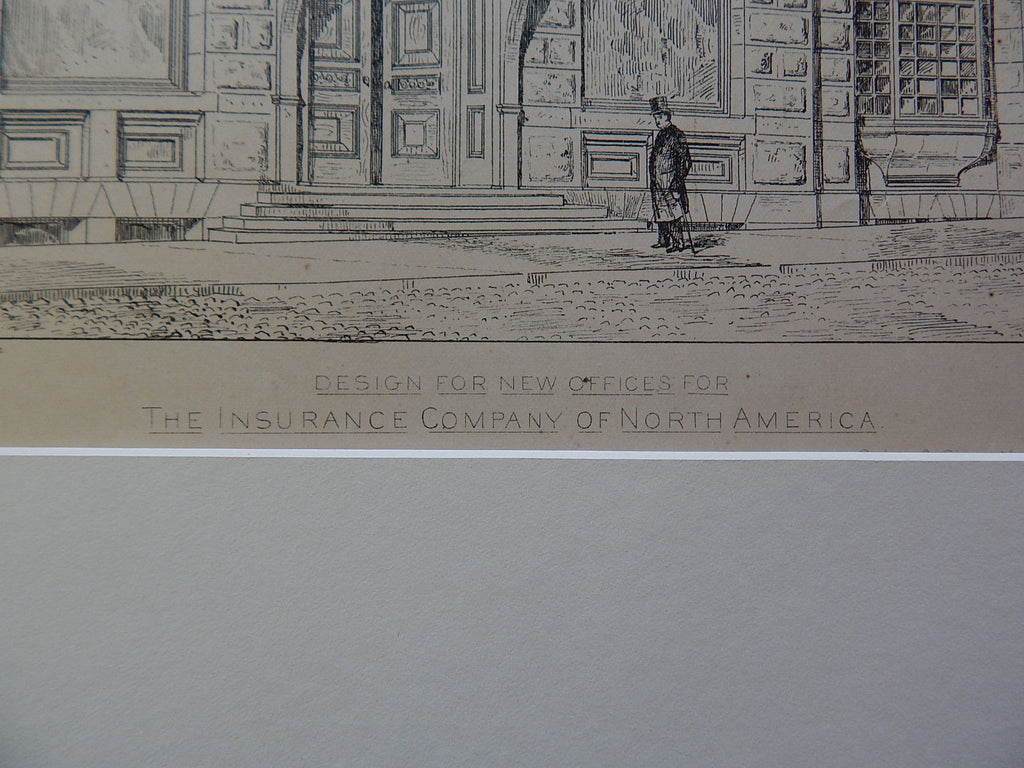 DESIGN FOR NEW OFFICES FOR
THE INSURANCE COMPANY OF NORTH AMERICA.